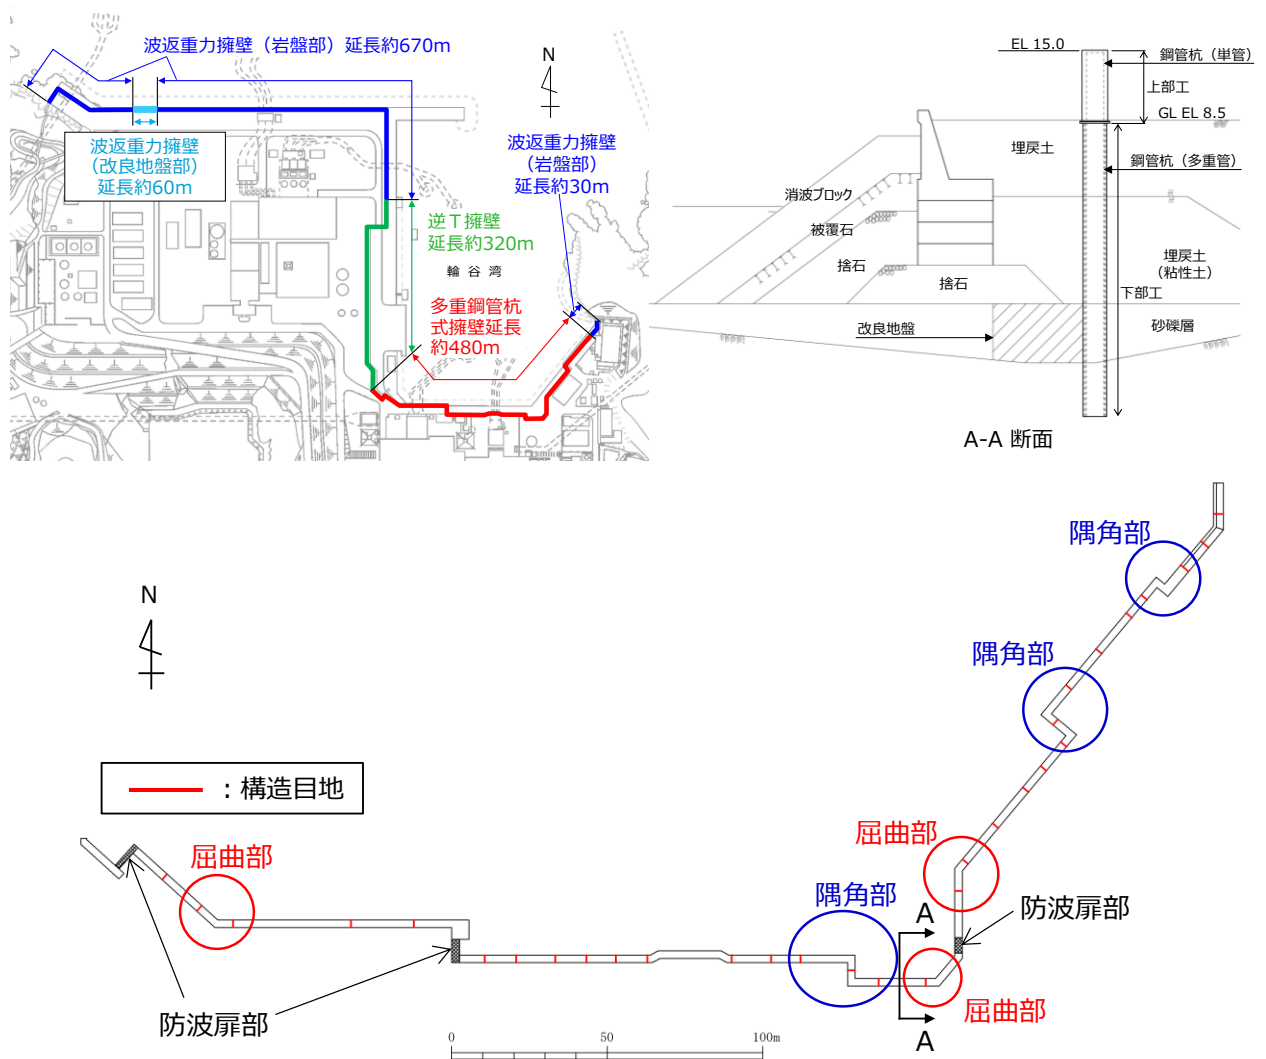 波返重力擁壁（岩盤部）延長約670m
N
波返重力擁壁
（改良地盤部）
延長約60m
波返重力擁壁
（岩盤部）
延長約30m
逆Ｔ擁壁
延長約320m
輪谷湾
多重鋼管杭
式擁壁延長
約480m
EL 15.0
鋼管杭（単管）
上部工
GL EL 8.5
埋戻土
鋼管杭（多重管）
消波ブロック
被覆石
捨石
捨石
埋戻土
（粘性土）
下部工
改良地盤
砂礫層
A-A 断面
隅角部
N
隅角部
：構造目地
屈曲部
屈曲部
隅角部
A
防波扉部
防波扉部
屈曲部
A
0 50 100m